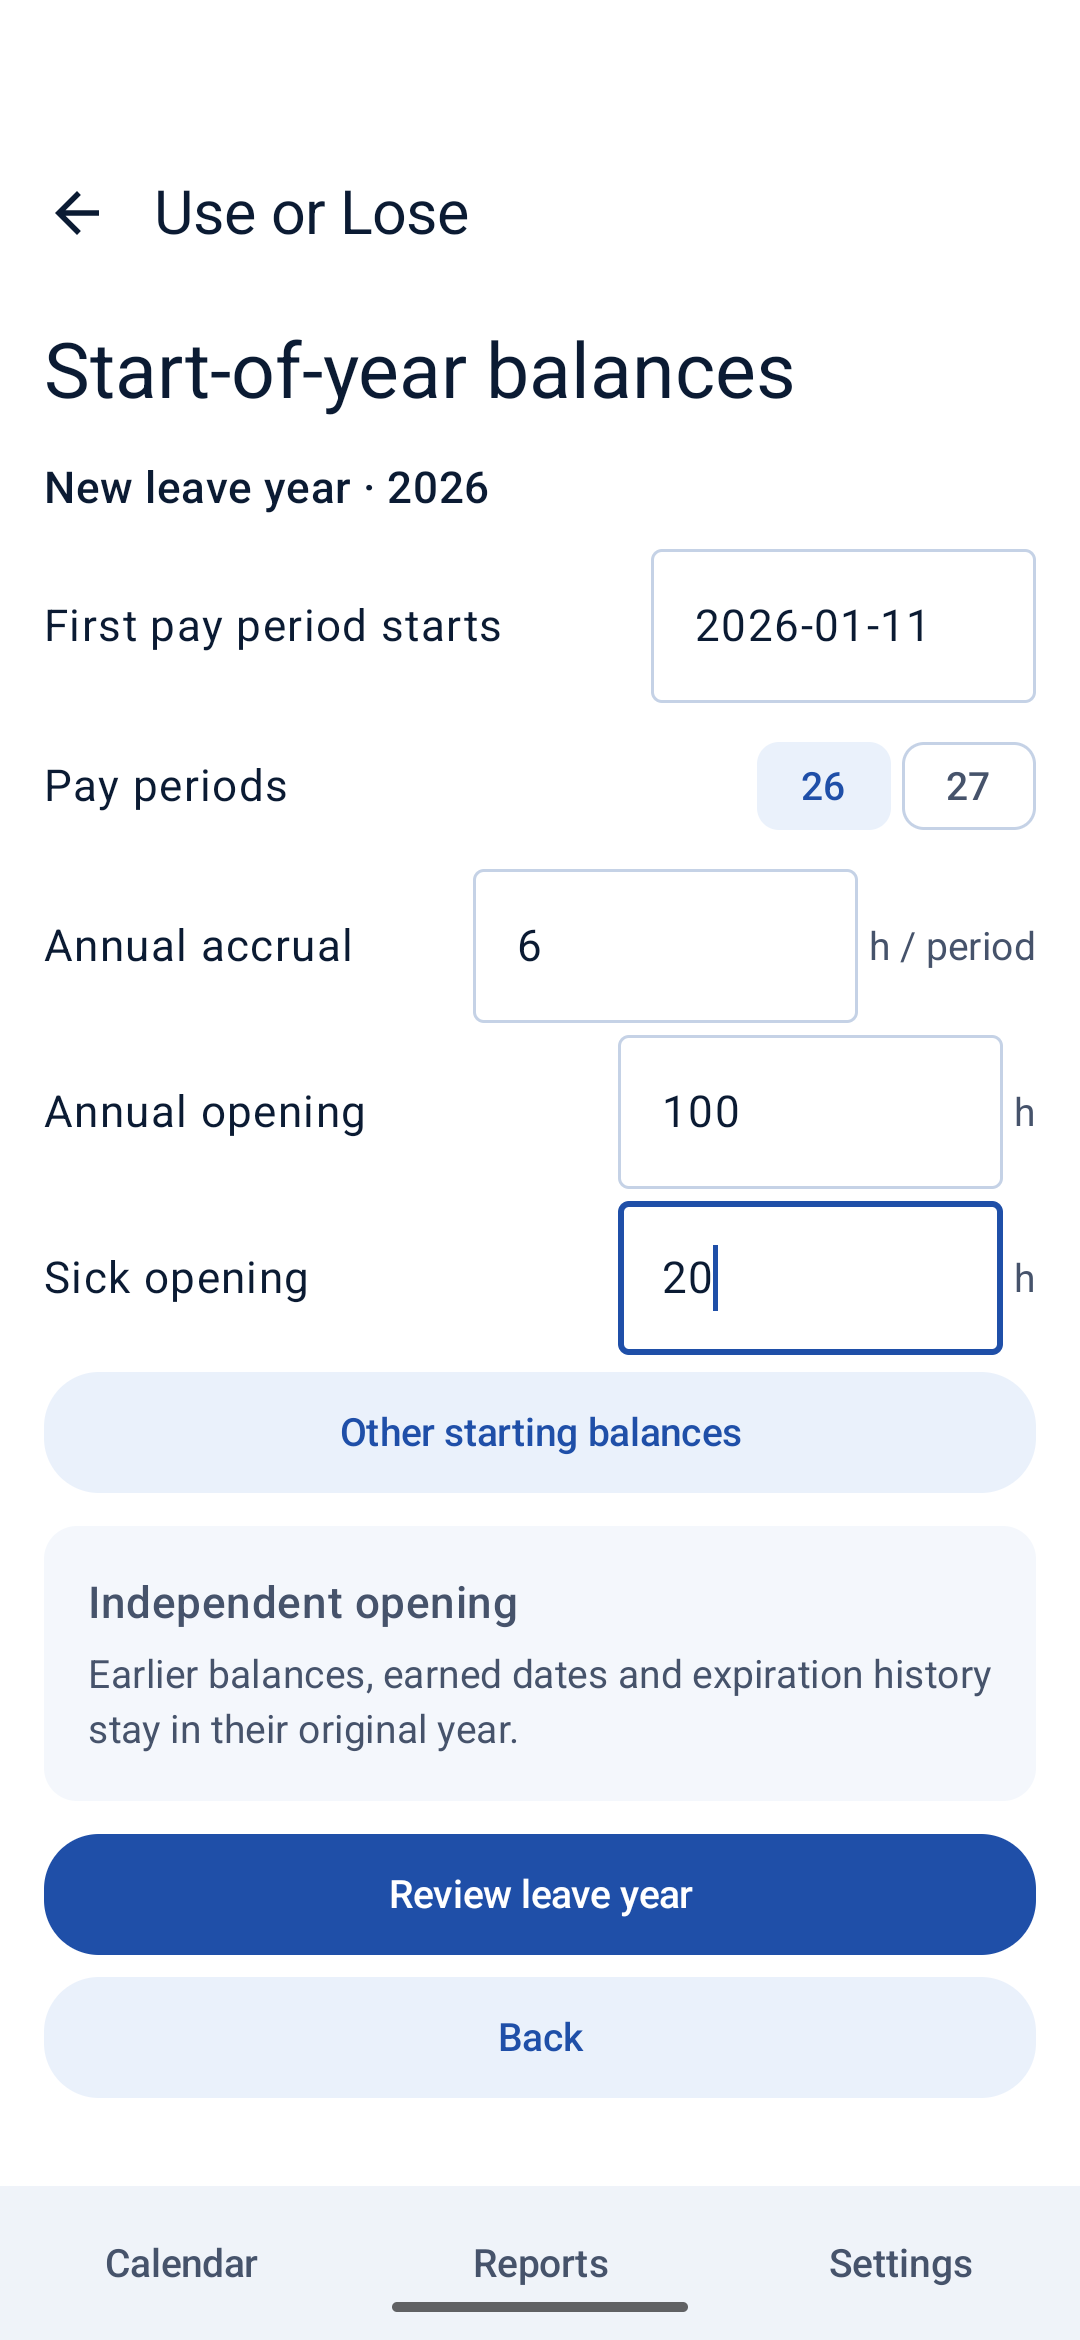 Use or Lose
Start-of-year balances
New leave year · 2026
First pay period starts
2026-01-11
Pay periods
26
27
Annual accrual
6
h / period
Annual opening
100
h
Sick opening
20
h
Other starting balances
Independent opening
Earlier balances, earned dates and expiration history
stay in their original year.
Review leave year
Back
Calendar
Reports
Settings